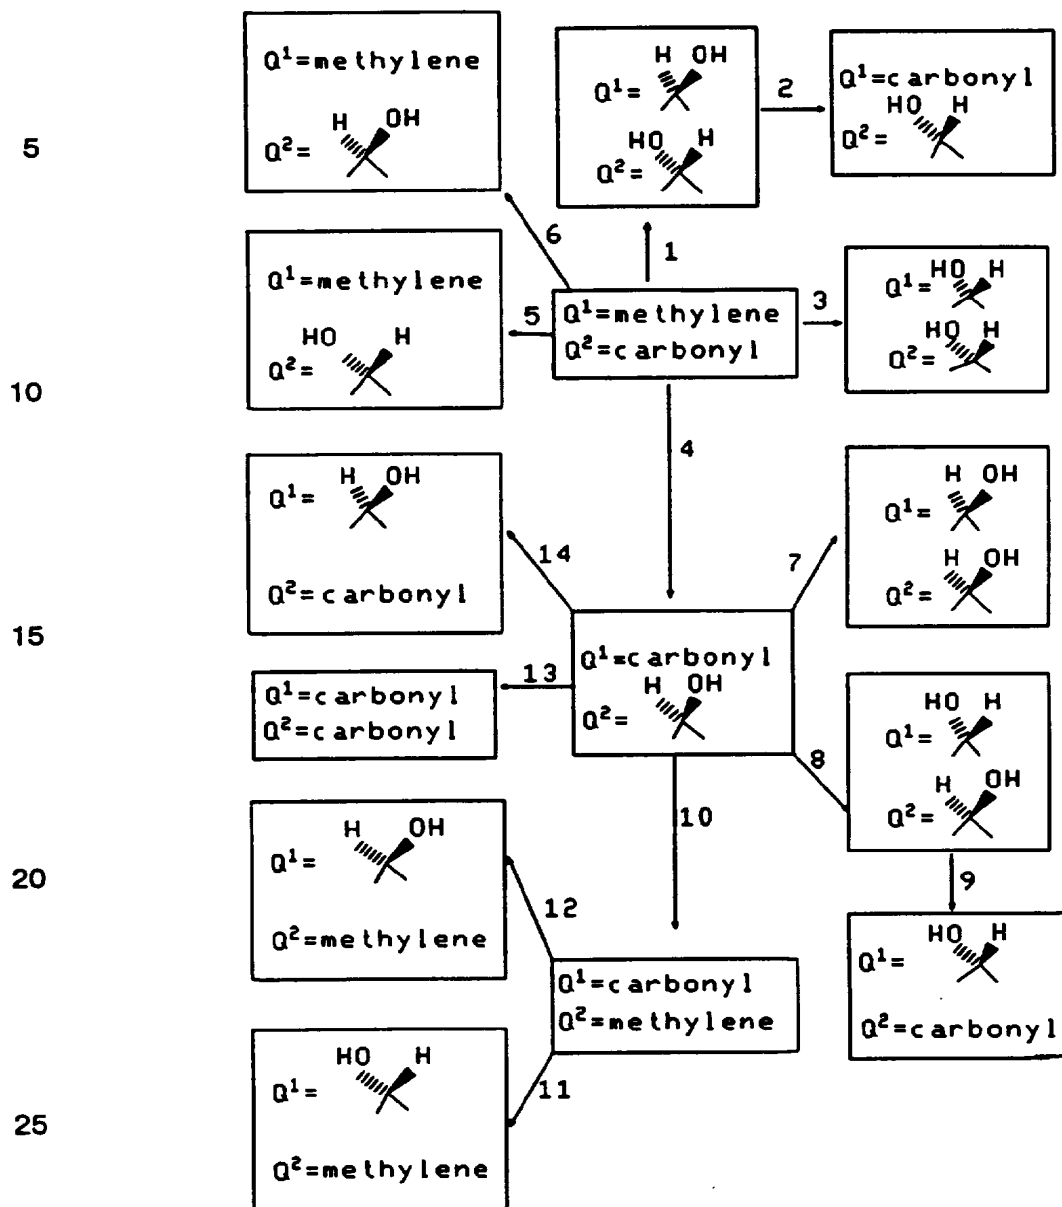 Q¹=methylene
H OH
Q²=
H OH
Q¹=
HO H
Q²=
2
Q¹=carbonyl
HO H
Q²=
5
6
1
Q¹=methylene
HO H
Q²=
5
Q¹=methylene
Q²=carbonyl
3
HO H
Q¹=
HO H
Q²=
10
4
H OH
Q¹=
Q²=carbonyl
14
7
H OH
Q¹=
H OH
Q²=
15
Q¹=carbonyl
Q²=carbonyl
13
Q¹=carbonyl
H OH
Q²=
8
HO H
Q¹=
H OH
Q²=
10
9
20
H OH
Q¹=
Q²=methylene
12
Q¹=carbonyl
Q²=methylene
HO H
Q¹=
Q²=carbonyl
11
25
HO H
Q¹=
Q²=methylene